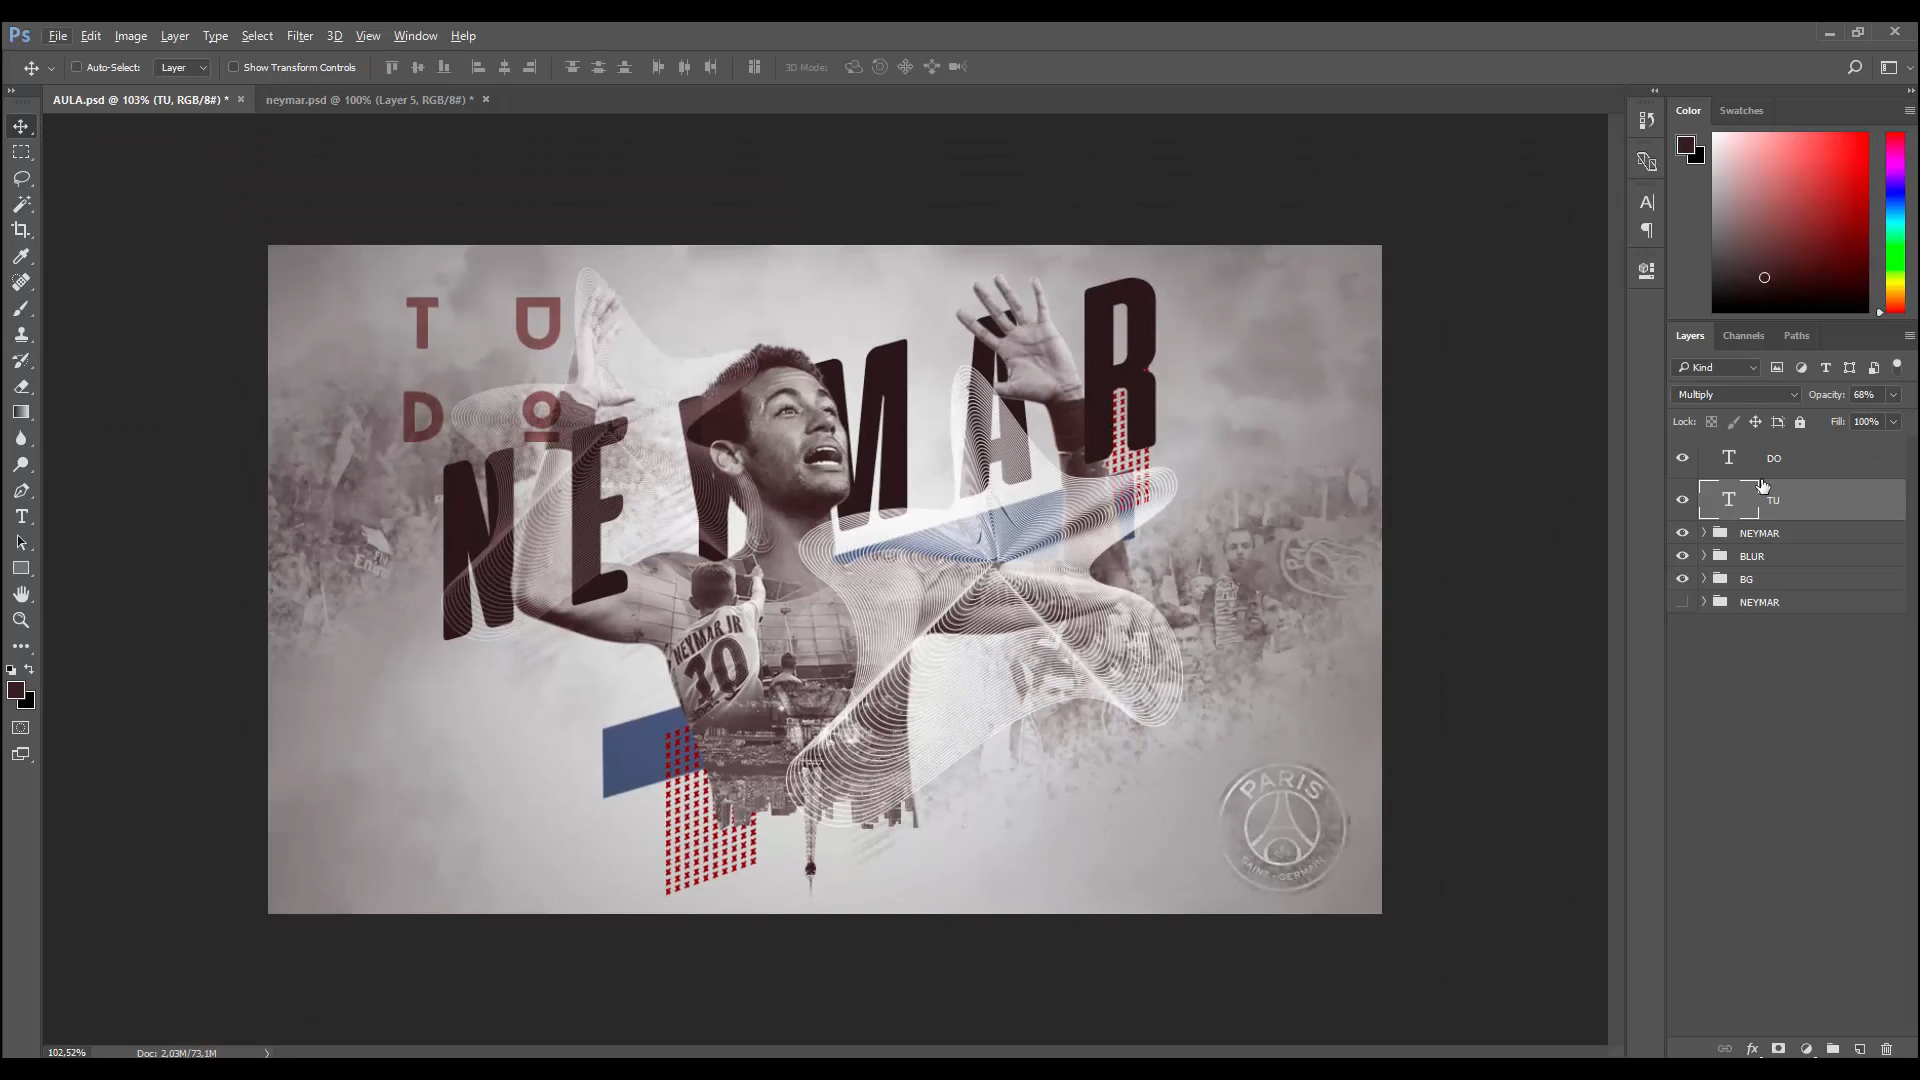 Ps File Edit Image Layer Type Select Filter 3D View Window Help
Auto-Select: Layer Show Transform Controls 3D Mode:
AULA.psd @ 103% (TU, RGB/8#) * × neymar.psd @ 100% (Layer 5, RGB/8#) * ×
Color Swatches
T U
D O
NEYMAR
NEYMAR JR
10
PARIS
SAINT-GERMAIN
Layers Channels Paths
Kind
Multiply Opacity: 68%
Lock: Fill: 100%
T DO
T TU
NEYMAR
BLUR
BG
NEYMAR
102,52% Doc: 2,03M/73,1M